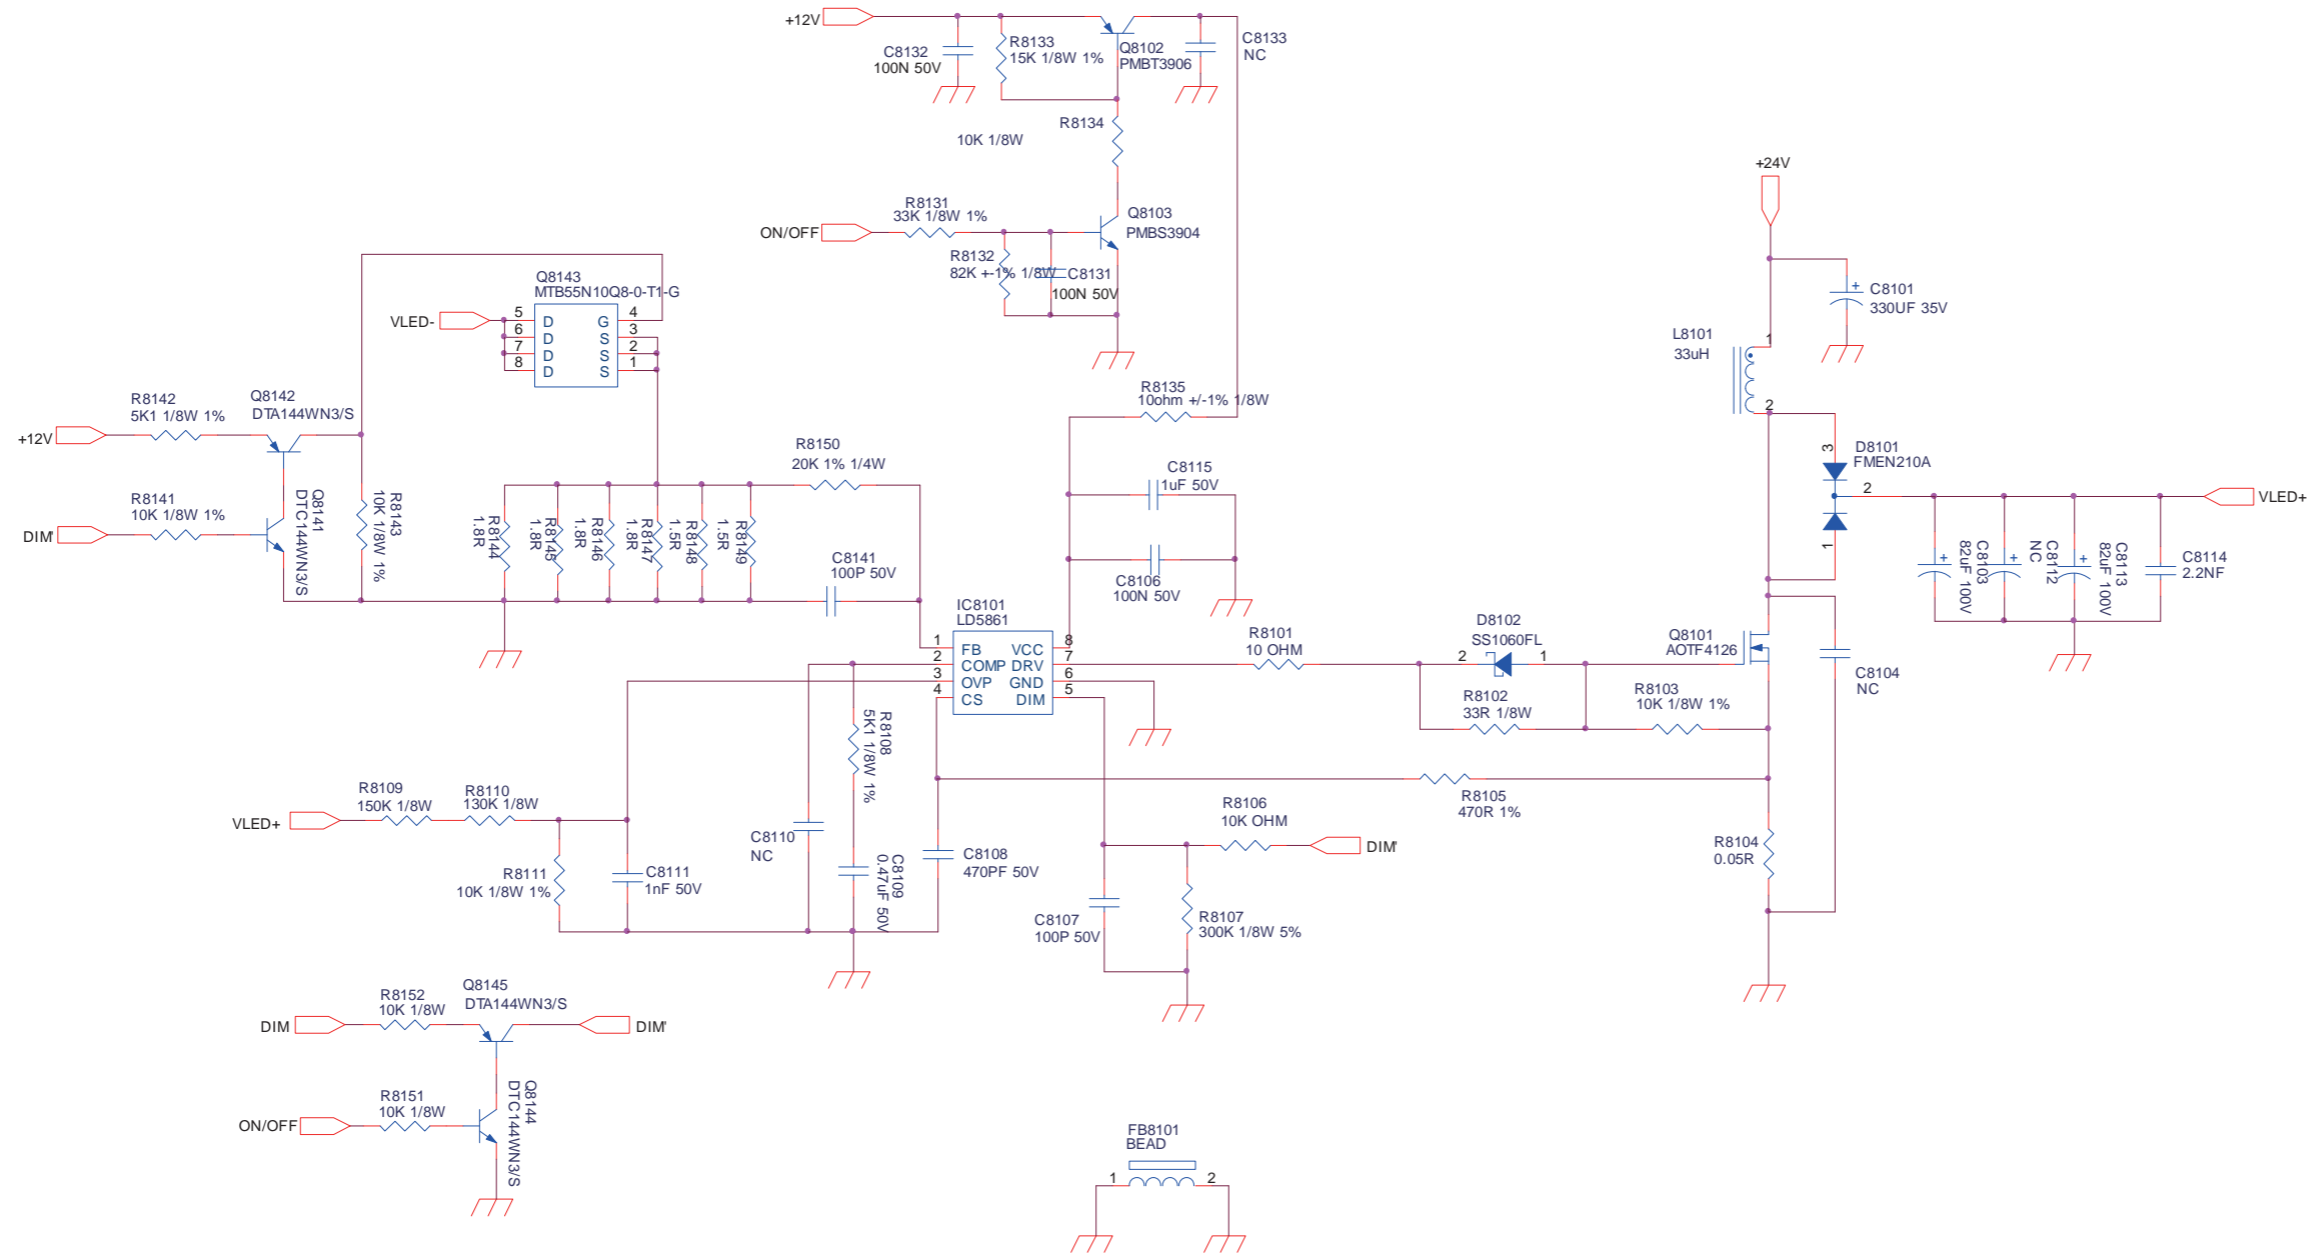 +12V
C8132
100N 50V
R8133
15K 1/8W 1%
Q8102
PMBT3906
C8133
NC
R8134
10K 1/8W
ON/OFF
R8131
33K 1/8W 1%
Q8103
PMBS3904
R8132
82K +-1% 1/8W
C8131
100N 50V
+24V
C8101
330UF 35V
L8101
33uH
1
2
Q8143
MTB55N10Q8-0-T1-G
VLED-
5
6
7
8
D
D
D
D
G
S
S
S
4
3
2
1
R8142
5K1 1/8W 1%
Q8142
DTA144WN3/S
+12V
R8141
10K 1/8W 1%
DIM'
Q8141
DTC144WN3/S
R8143
10K 1/8W 1%
R8150
20K 1% 1/4W
R8144
1.8R
R8145
1.8R
R8146
1.8R
R8147
1.8R
R8148
1.5R
R8149
1.5R
C8141
100P 50V
R8135
10ohm +/-1% 1/8W
C8115
1uF 50V
C8106
100N 50V
D8101
FMEN210A
3
2
1
VLED+
C8103
82uF 100V
C8112
NC
C8113
82uF 100V
C8114
2.2NF
IC8101
LD5861
1
2
3
4
FB
COMP
OVP
CS
VCC
DRV
GND
DIM
8
7
6
5
R8101
10 OHM
D8102
SS1060FL
2
1
Q8101
AOTF4126
C8104
NC
R8102
33R 1/8W
R8103
10K 1/8W 1%
R8108
5K1 1/8W 1%
R8105
470R 1%
VLED+
R8109
150K 1/8W
R8110
130K 1/8W
R8111
10K 1/8W 1%
C8111
1nF 50V
C8110
NC
C8109
0.47uF 50V
C8108
470PF 50V
R8106
10K OHM
DIM'
R8104
0.05R
C8107
100P 50V
R8107
300K 1/8W 5%
DIM
R8152
10K 1/8W
Q8145
DTA144WN3/S
DIM'
ON/OFF
R8151
10K 1/8W
Q8144
DTC144WN3/S
FB8101
BEAD
1
2